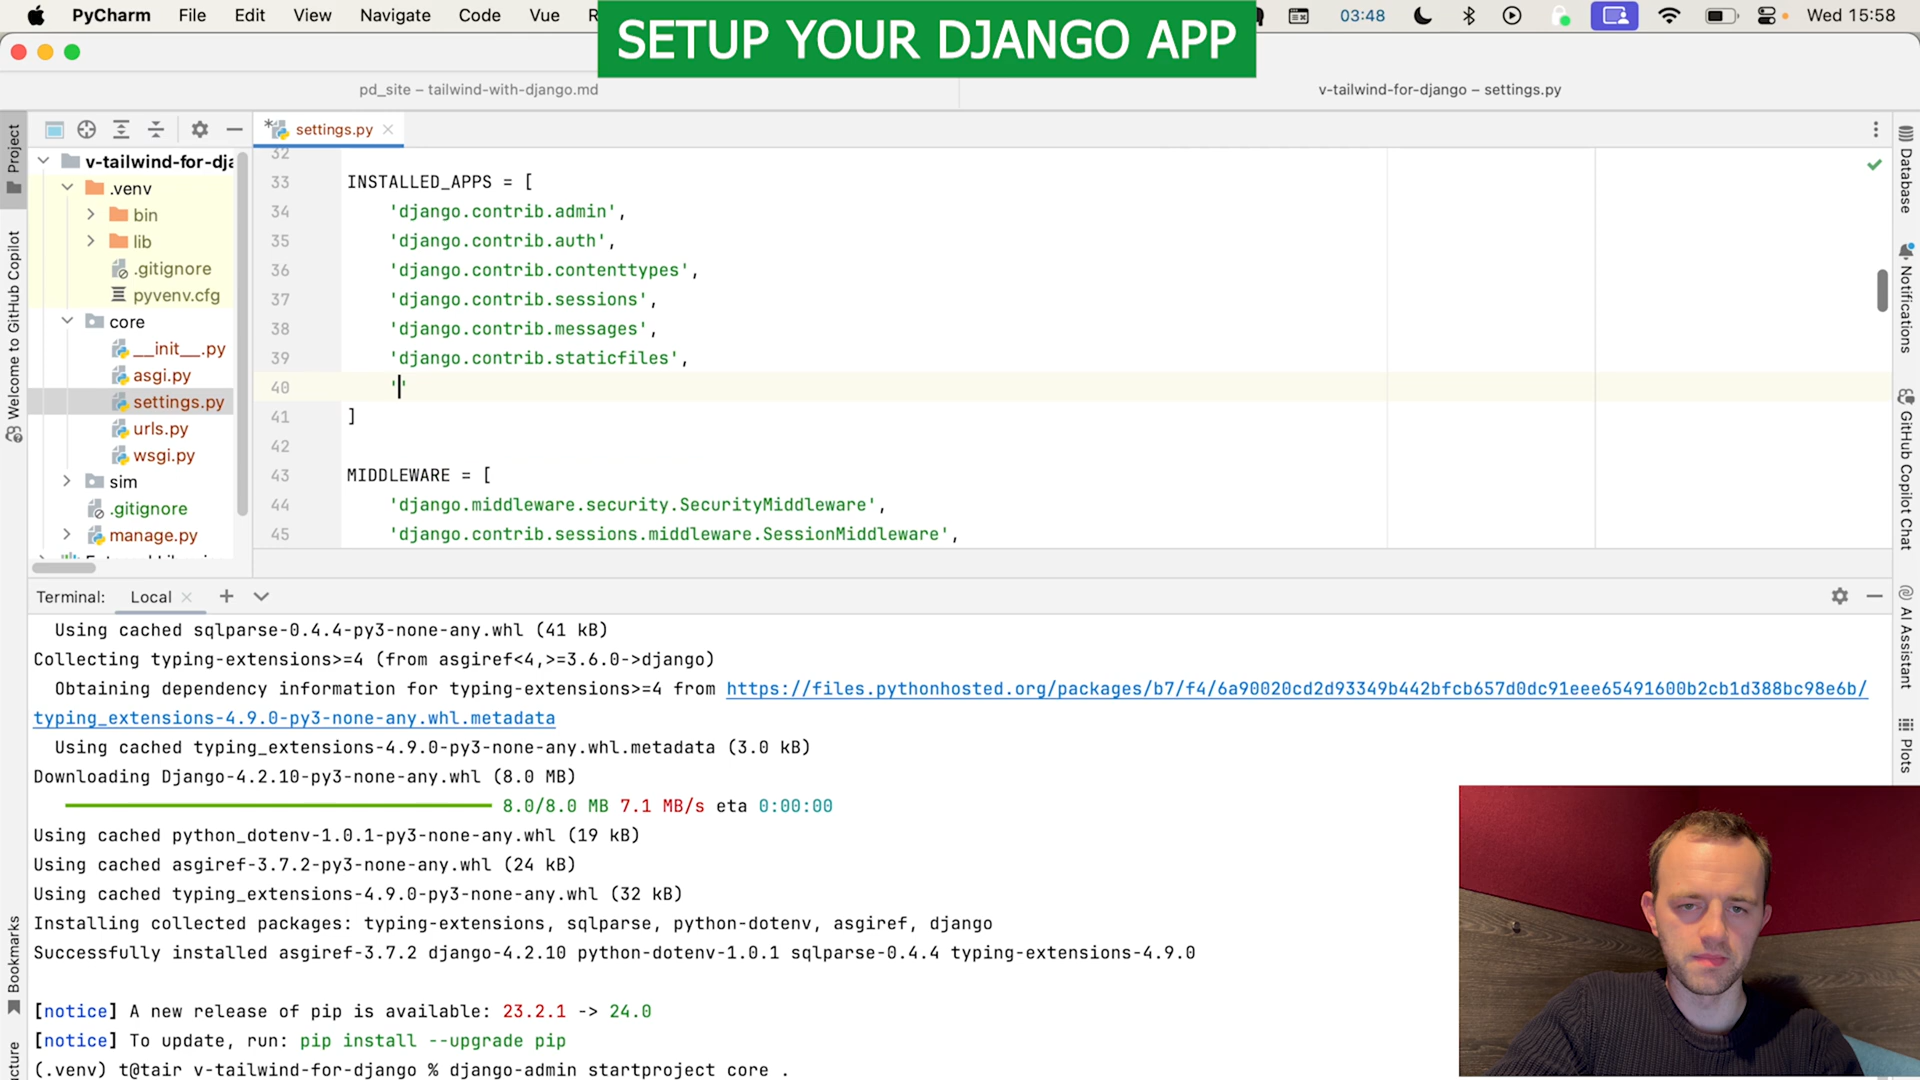 PyCharm File Edit View Navigate Code Vue R 03:48 Wed 15:58
SETUP YOUR DJANGO APP
pd_site – tailwind-with-django.md
v-tailwind-for-django – settings.py
settings.py
Project
v-tailwind-for-dja
.venv
bin
lib
.gitignore
pyvenv.cfg
core
__init__.py
asgi.py
settings.py
urls.py
wsgi.py
sim
.gitignore
manage.py
Welcome to GitHub Copilot
32
33 INSTALLED_APPS = [
34 'django.contrib.admin',
35 'django.contrib.auth',
36 'django.contrib.contenttypes',
37 'django.contrib.sessions',
38 'django.contrib.messages',
39 'django.contrib.staticfiles',
40 ''
41 ]
42
43 MIDDLEWARE = [
44 'django.middleware.security.SecurityMiddleware',
45 'django.contrib.sessions.middleware.SessionMiddleware',
Database
Notifications
GitHub Copilot Chat
AI Assistant
Plots
Terminal: Local
Using cached sqlparse-0.4.4-py3-none-any.whl (41 kB)
Collecting typing-extensions>=4 (from asgiref<4,>=3.6.0->django)
Obtaining dependency information for typing-extensions>=4 from https://files.pythonhosted.org/packages/b7/f4/6a90020cd2d93349b442bfcb657d0dc91eee65491600b2cb1d388bc98e6b/
typing_extensions-4.9.0-py3-none-any.whl.metadata
Using cached typing_extensions-4.9.0-py3-none-any.whl.metadata (3.0 kB)
Downloading Django-4.2.10-py3-none-any.whl (8.0 MB)
8.0/8.0 MB 7.1 MB/s eta 0:00:00
Using cached python_dotenv-1.0.1-py3-none-any.whl (19 kB)
Using cached asgiref-3.7.2-py3-none-any.whl (24 kB)
Using cached typing_extensions-4.9.0-py3-none-any.whl (32 kB)
Installing collected packages: typing-extensions, sqlparse, python-dotenv, asgiref, django
Successfully installed asgiref-3.7.2 django-4.2.10 python-dotenv-1.0.1 sqlparse-0.4.4 typing-extensions-4.9.0
[notice] A new release of pip is available: 23.2.1 -> 24.0
[notice] To update, run: pip install --upgrade pip
(.venv) t@tair v-tailwind-for-django % django-admin startproject core .
Bookmarks